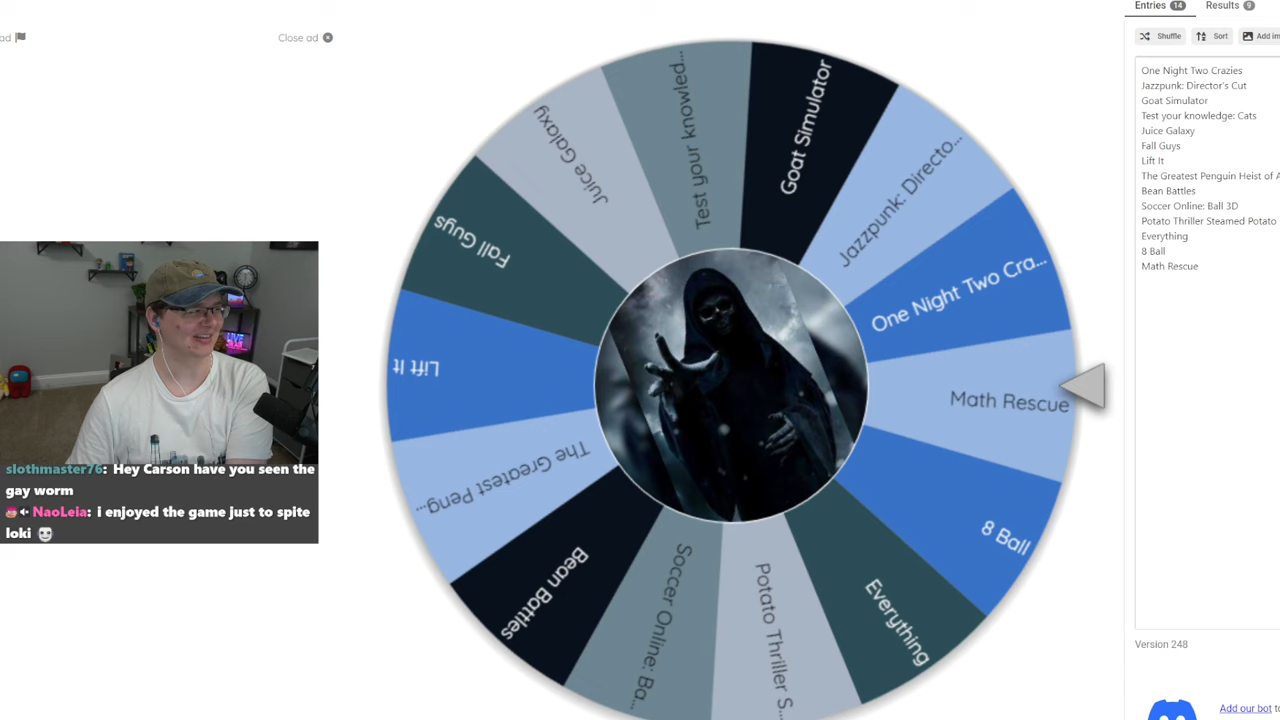 ad
Close ad
Entries 14
Results 9
Shuffle
Sort
Add im
One Night Two Crazies
Jazzpunk: Director's Cut
Goat Simulator
Test your knowledge: Cats
Juice Galaxy
Fall Guys
Lift It
The Greatest Penguin Heist of A
Bean Battles
Soccer Online: Ball 3D
Potato Thriller Steamed Potato
Everything
8 Ball
Math Rescue
Test your knowled...
Goat Simulator
Jazzpunk: Directo...
One Night Two Cra...
Math Rescue
8 Ball
Everything
Potato Thriller S...
Soccer Online: Ba...
Bean Battles
The Greatest Peng...
Lift It
Fall Guys
Juice Galaxy
slothmaster76: Hey Carson have you seen the
gay worm
NaoLeia: i enjoyed the game just to spite
loki
Version 248
Add our bot to